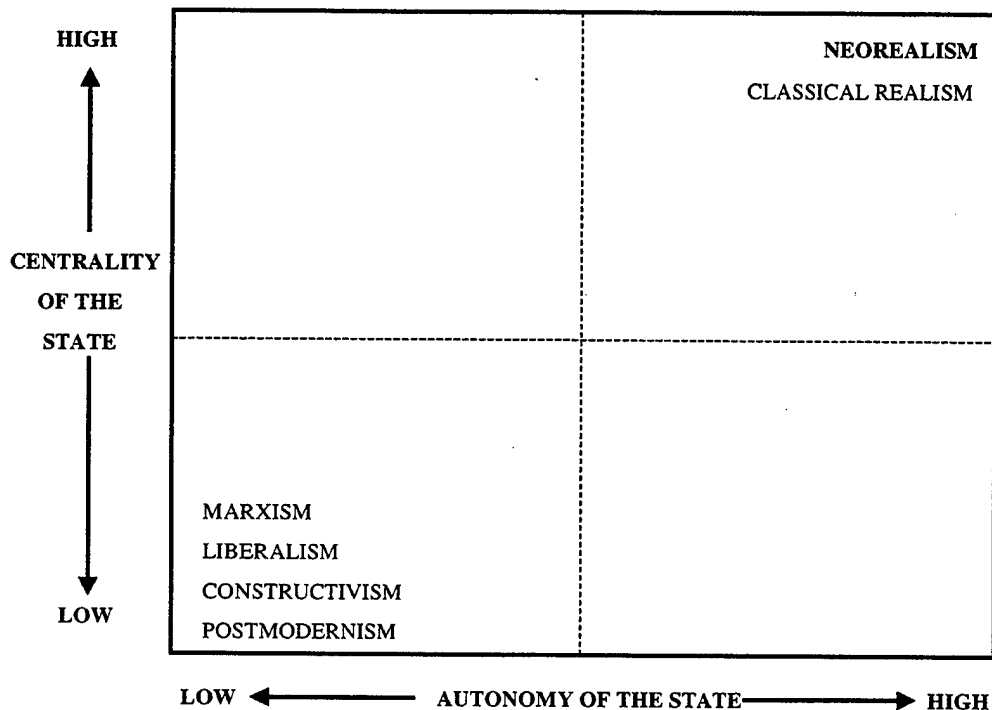 HIGH
NEOREALISM
CLASSICAL REALISM
CENTRALITY
OF THE
STATE
MARXISM
LIBERALISM
CONSTRUCTIVISM
POSTMODERNISM
LOW
LOW AUTONOMY OF THE STATE HIGH